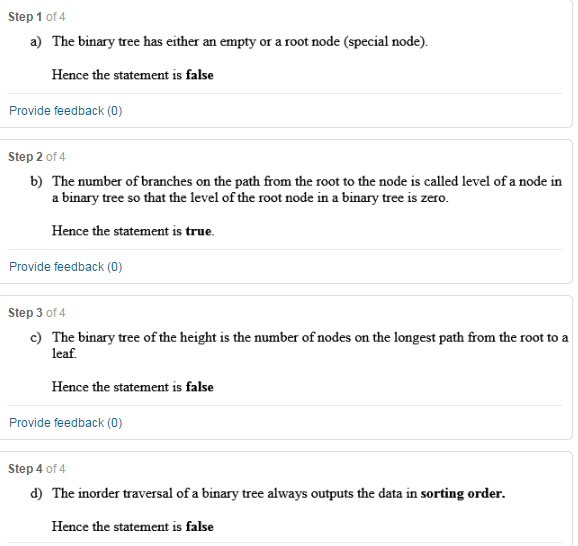 Step 1 of 4
a) The binary tree has either an empty or a root node (special node).
Hence the statement is false
Provide feedback (0)
Step 2 of 4
b) The number of branches on the path from the root to the node is called level of a node in
a binary tree so that the level of the root node in a binary tree is zero.
Hence the statement is true.
Provide feedback (0)
Step 3 of 4
c) The binary tree of the height is the number of nodes on the longest path from the root to a
leaf.
Hence the statement is false
Provide feedback (0)
Step 4 of 4
d) The inorder traversal of a binary tree always outputs the data in sorting order.
Hence the statement is false